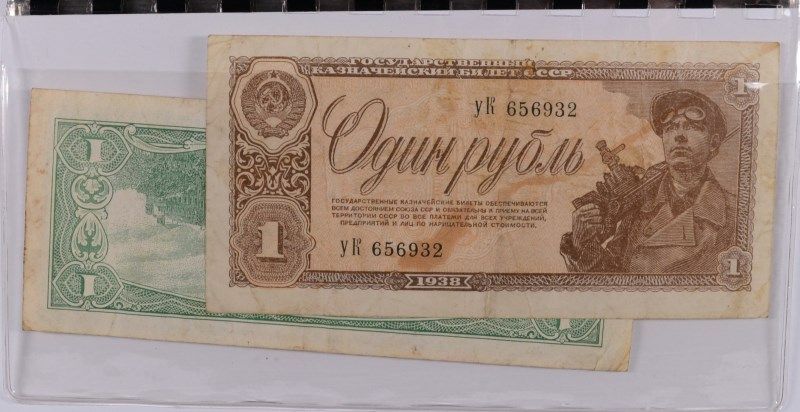 ГОСУДАРСТВЕННЫЙ
КАЗНАЧЕЙСКИЙ БИЛЕТ СССР
1
уК 656932
Один рубль
ГОСУДАРСТВЕННЫЕ КАЗНАЧЕЙСКИЕ БИЛЕТЫ ОБЕСПЕЧИВАЮТСЯ
ВСЕМ ДОСТОЯНИЕМ СОЮЗА ССР И ОБЯЗАТЕЛЬНЫ К ПРИЕМУ НА ВСЕЙ
ТЕРРИТОРИИ СССР ВО ВСЕ ПЛАТЕЖИ ДЛЯ ВСЕХ УЧРЕЖДЕНИЙ,
ПРЕДПРИЯТИЙ И ЛИЦ ПО НАРИЦАТЕЛЬНОЙ СТОИМОСТИ.
1
уК 656932
1
1938
1
1
1